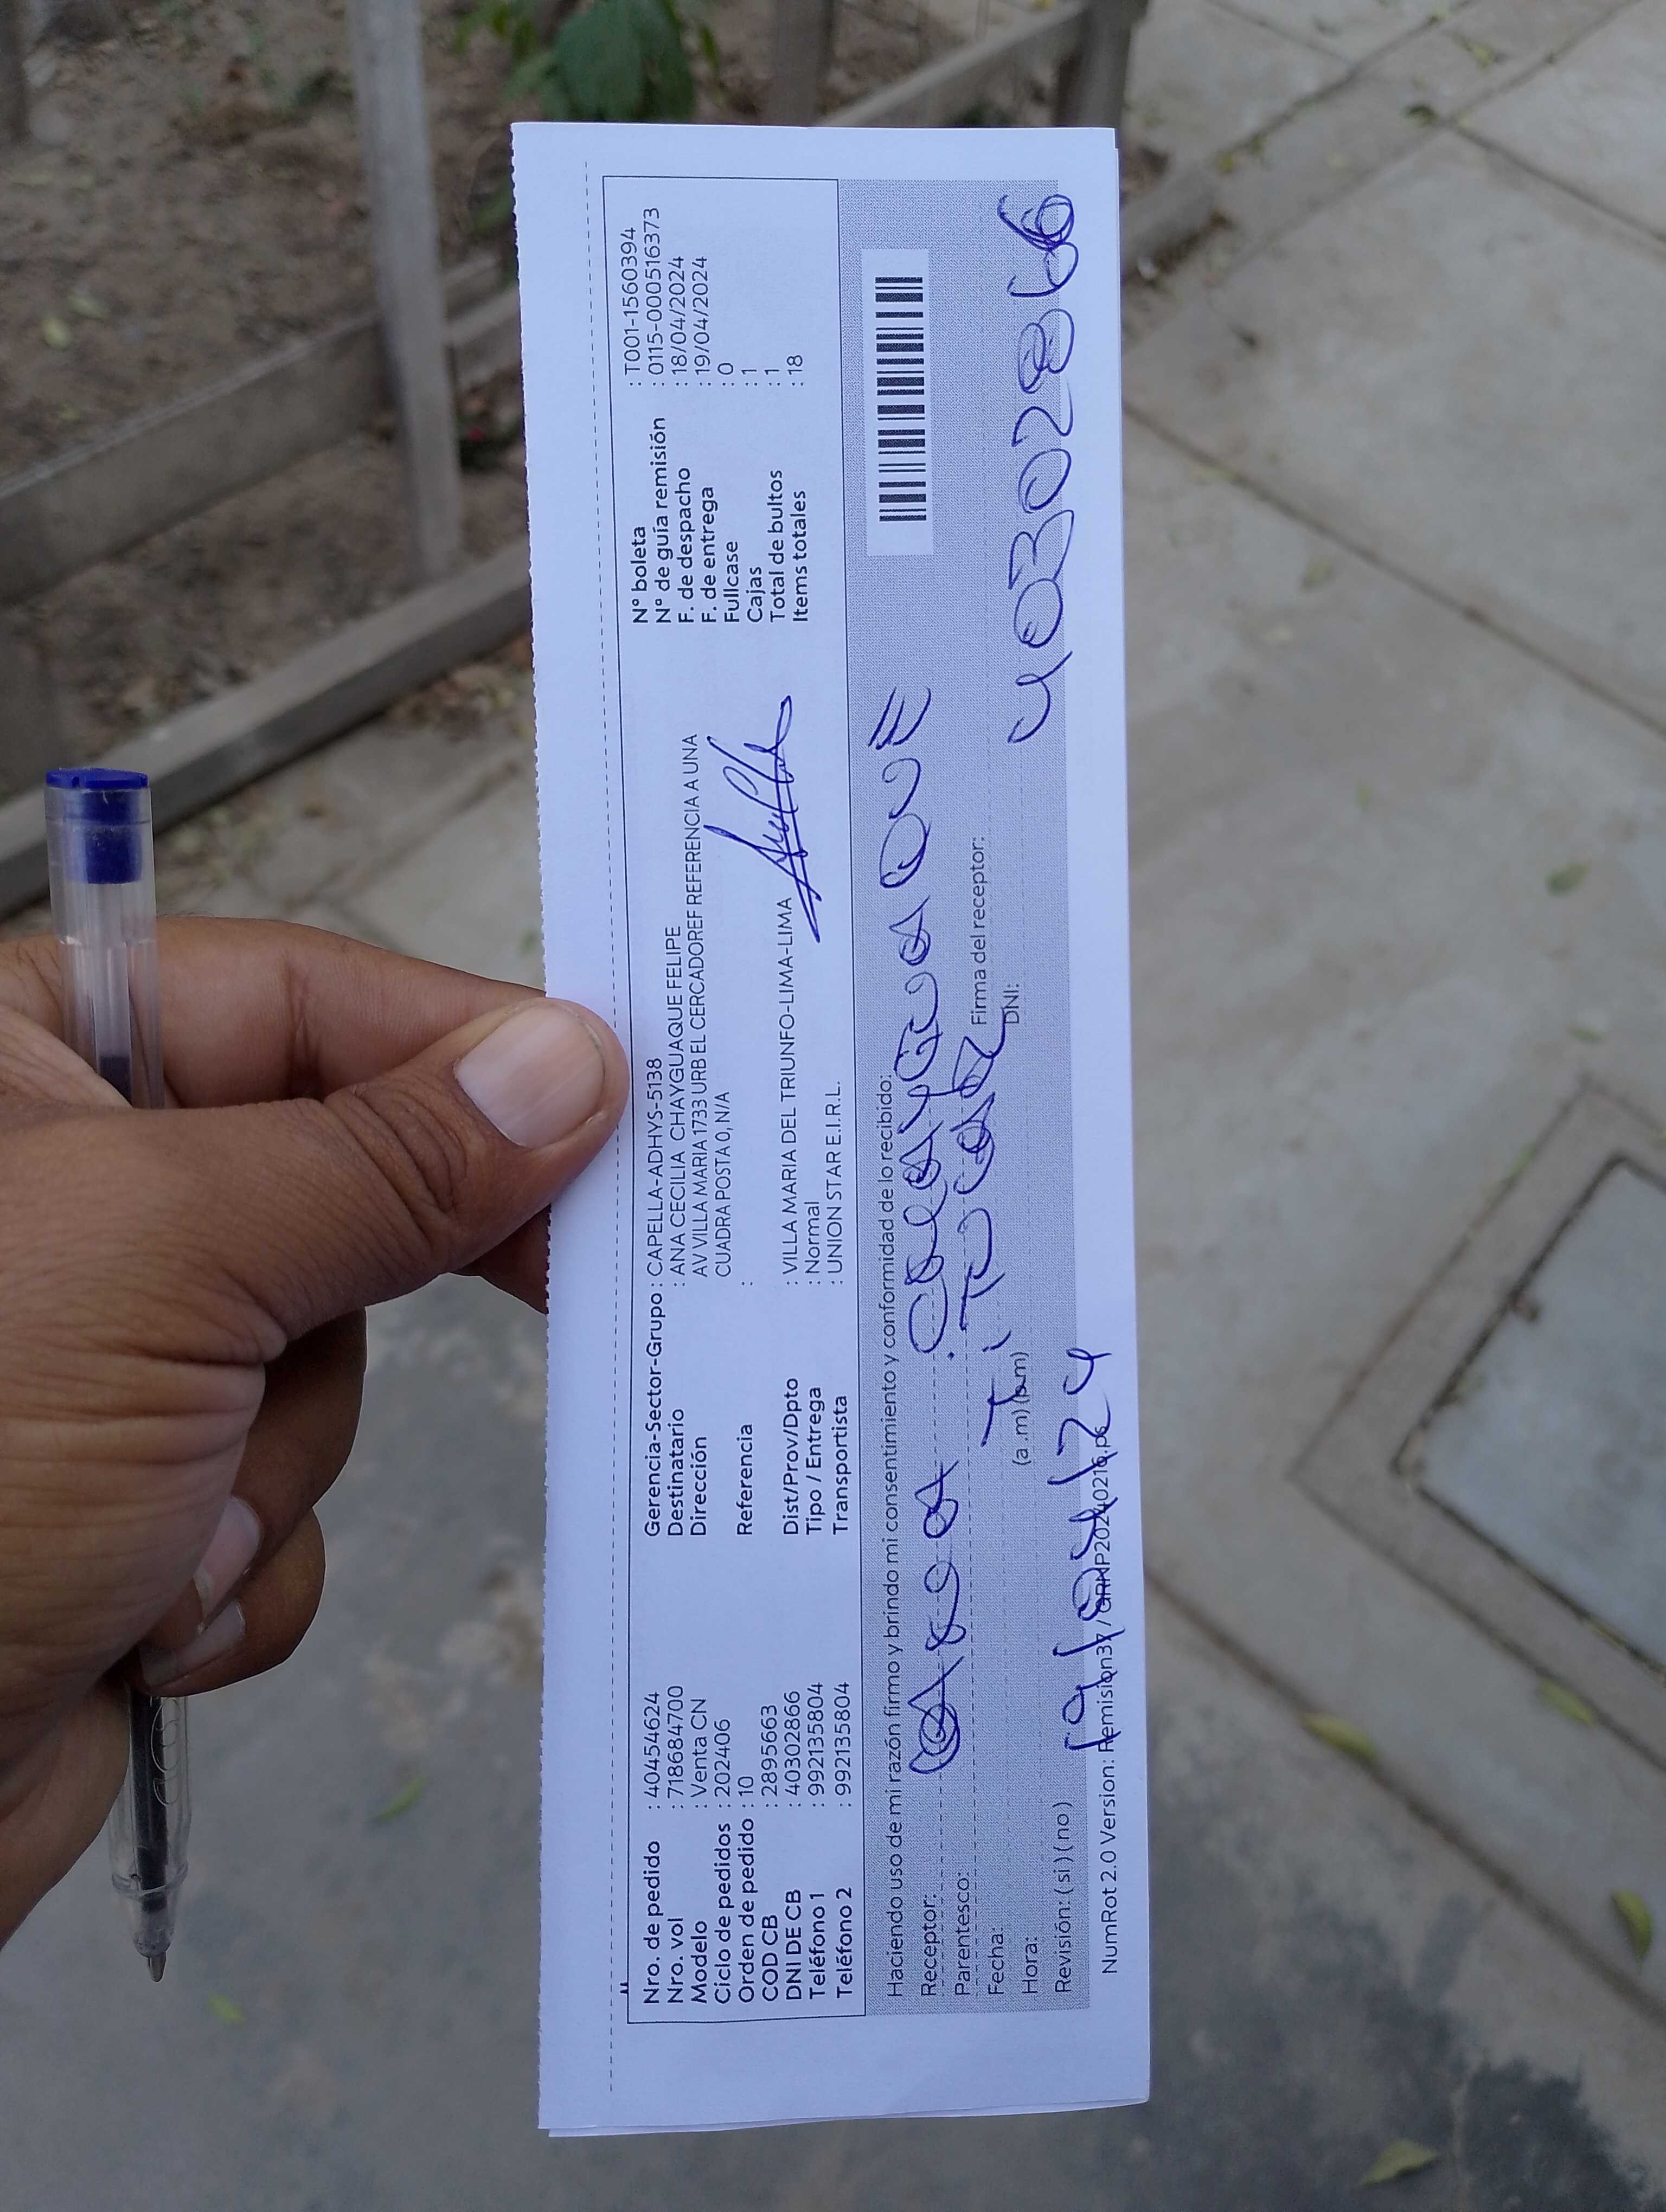 Nro. de pedido : 40454624
Nro. vol : 718684700
Modelo : Venta CN
Ciclo de pedidos : 202406
Orden de pedido : 10
COD CB : 2895663
DNI DE CB : 40302866
Teléfono 1 : 992135804
Teléfono 2 : 992135804
Gerencia-Sector-Grupo : CAPELLA-ADHYS-5138
Destinatario : ANA CECILIA CHAYGUAQUE FELIPE
Dirección AV VILLA MARIA 1733 URB EL CERCADOREF REFERENCIA A UNA
CUADRA POSTA 0, N/A
Referencia :
Dist/Prov/Dpto : VILLA MARIA DEL TRIUNFO-LIMA-LIMA
Tipo / Entrega : Normal
Transportista : UNION STAR E.I.R.L.
N° boleta : T001-1560394
N° de guía remisión : 0115-0000516373
F. de despacho : 18/04/2024
F. de entrega : 19/04/2024
Fullcase : 0
Cajas : 1
Total de bultos : 1
Items totales : 18
Haciendo uso de mi razón firmo y brindo mi consentimiento y conformidad de lo recibido:
Receptor:
Parentesco:
Firma del receptor:
Fecha:
DNI: 40302866
Hora: (a .m) (p.m)
Revisión: ( si ) ( no ) 19/04/24
NumRot 2.0 Version: Remision37 / GRNP20240216.pc